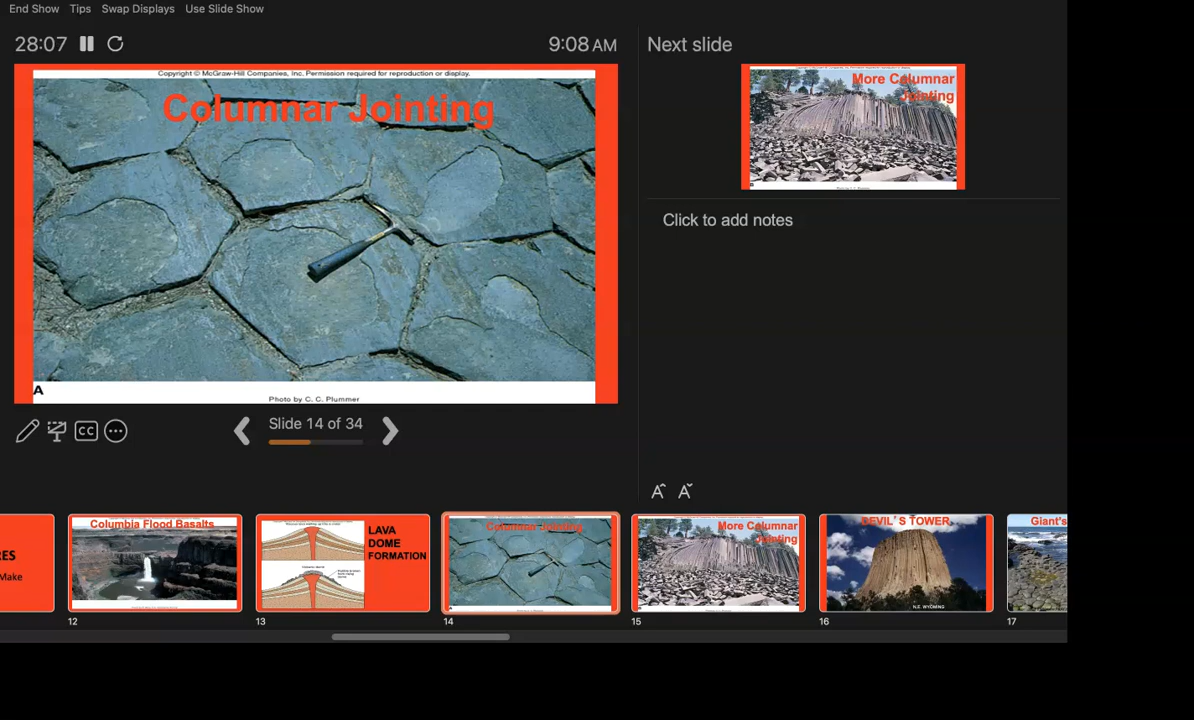 End Show Tips Swap Displays Use Slide Show
28:07
9:08 AM
Next slide
Copyright © McGraw-Hill Companies, Inc. Permission required for reproduction or display.
Columnar Jointing
A
Photo by C. C. Plummer
More Columnar
Jointing
Click to add notes
CC
Slide 14 of 34
A A
RES
Make
Columbia Flood Basalts
LAVA
DOME
FORMATION
Columnar Jointing
More Columnar
Jointing
DEVIL'S TOWER
N.E. WYOMING
Giant's
12
13
14
15
16
17